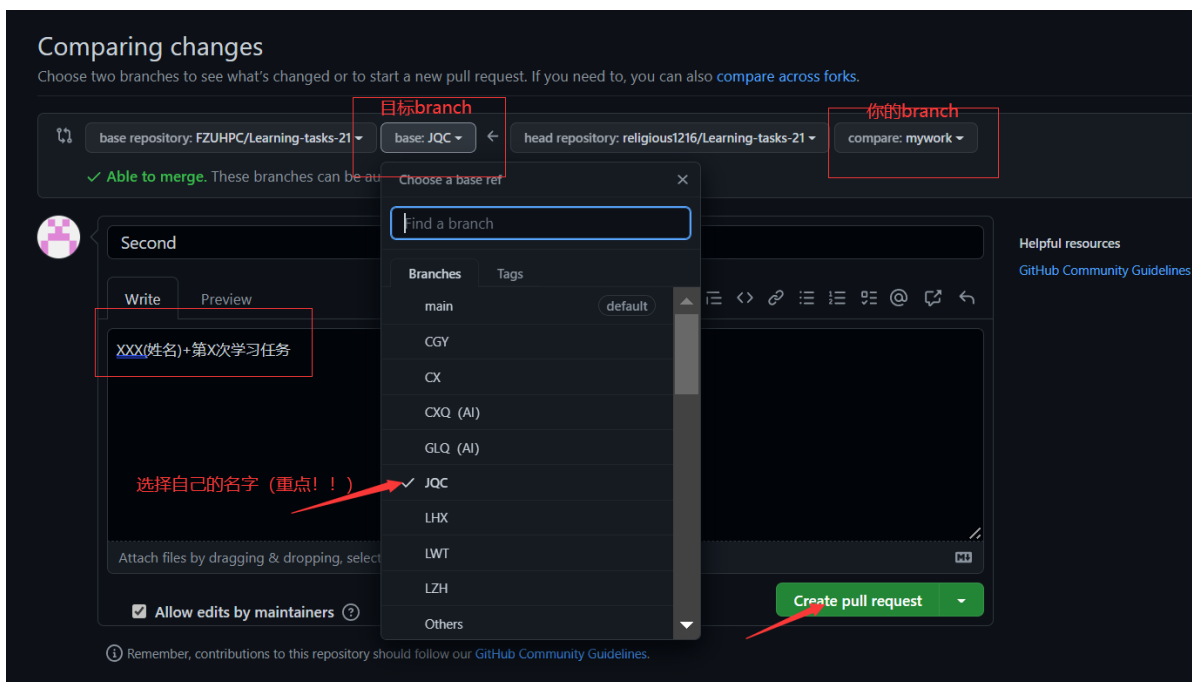 Comparing changes
Choose two branches to see what's changed or to start a new pull request. If you need to, you can also compare across forks.
目标branch
你的branch
base repository: FZUHPC/Learning-tasks-21
base: JQC
head repository: religious1216/Learning-tasks-21
compare: mywork
Able to merge. These branches can be au
Choose a base ref
Find a branch
Second
Helpful resources
GitHub Community Guidelines
Branches
Tags
Write
Preview
main
default
XXX(姓名)+第X次学习任务
CGY
CX
CXQ (AI)
GLQ (AI)
选择自己的名字（重点！！）
JQC
LHX
LWT
Attach files by dragging & dropping, select
LZH
Allow edits by maintainers
Create pull request
Others
Remember, contributions to this repository should follow our GitHub Community Guidelines.